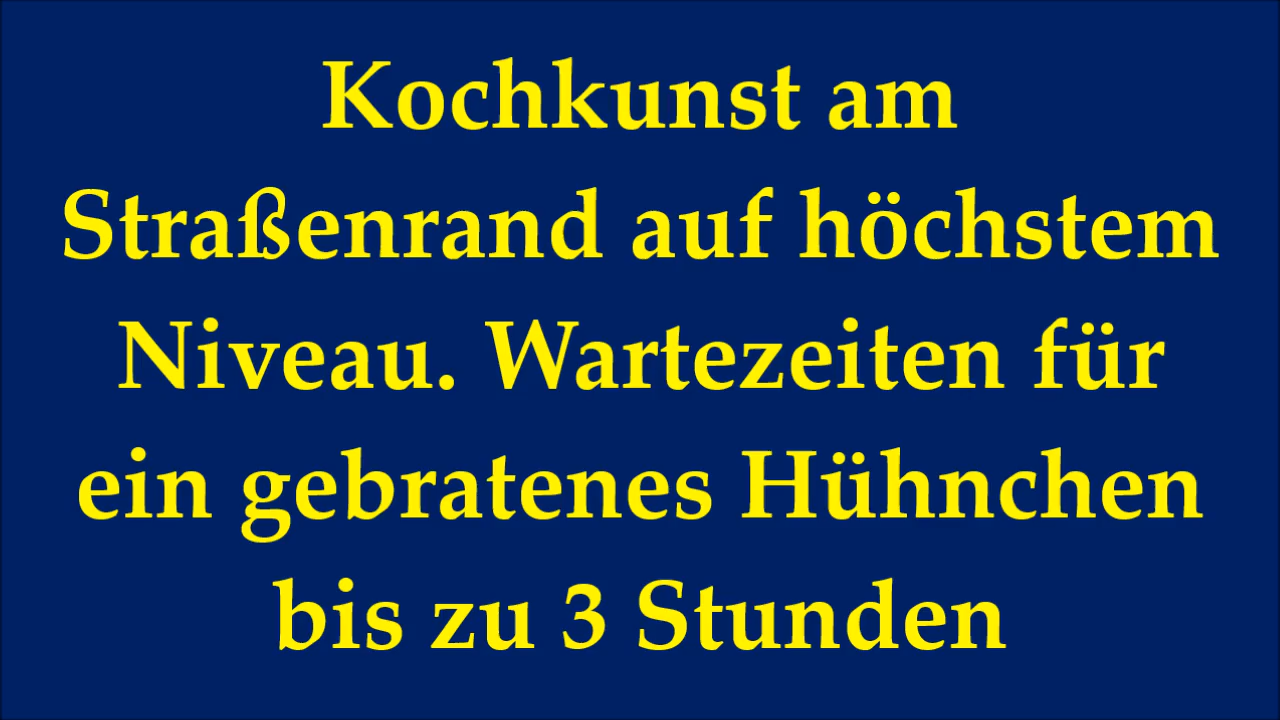 Kochkunst am
Straßenrand auf höchstem
Niveau. Wartezeiten für
ein gebratenes Hühnchen
bis zu 3 Stunden